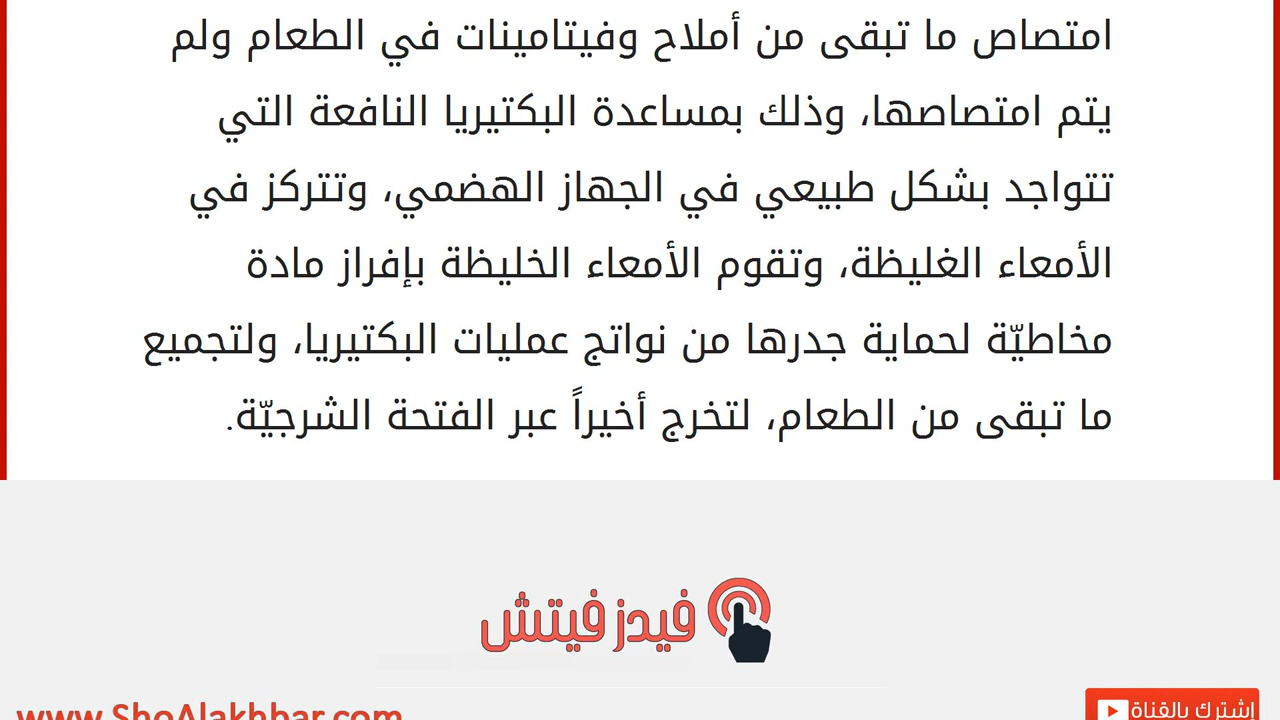 امتصاص ما تبقى من أملاح وفيتامينات في الطعام ولم
يتم امتصاصها، وذلك بمساعدة البكتيريا النافعة التي
تتواجد بشكل طبيعي في الجهاز الهضمي، وتتركز في
الأمعاء الغليظة، وتقوم الأمعاء الخليظة بإفراز مادة
مخاطيّة لحماية جدرها من نواتج عمليات البكتيريا، ولتجميع
ما تبقى من الطعام، لتخرج أخيراً عبر الفتحة الشرجيّة.
فيدز فيتش
www.ShoAlakhbar.com
إشترك بالقناة